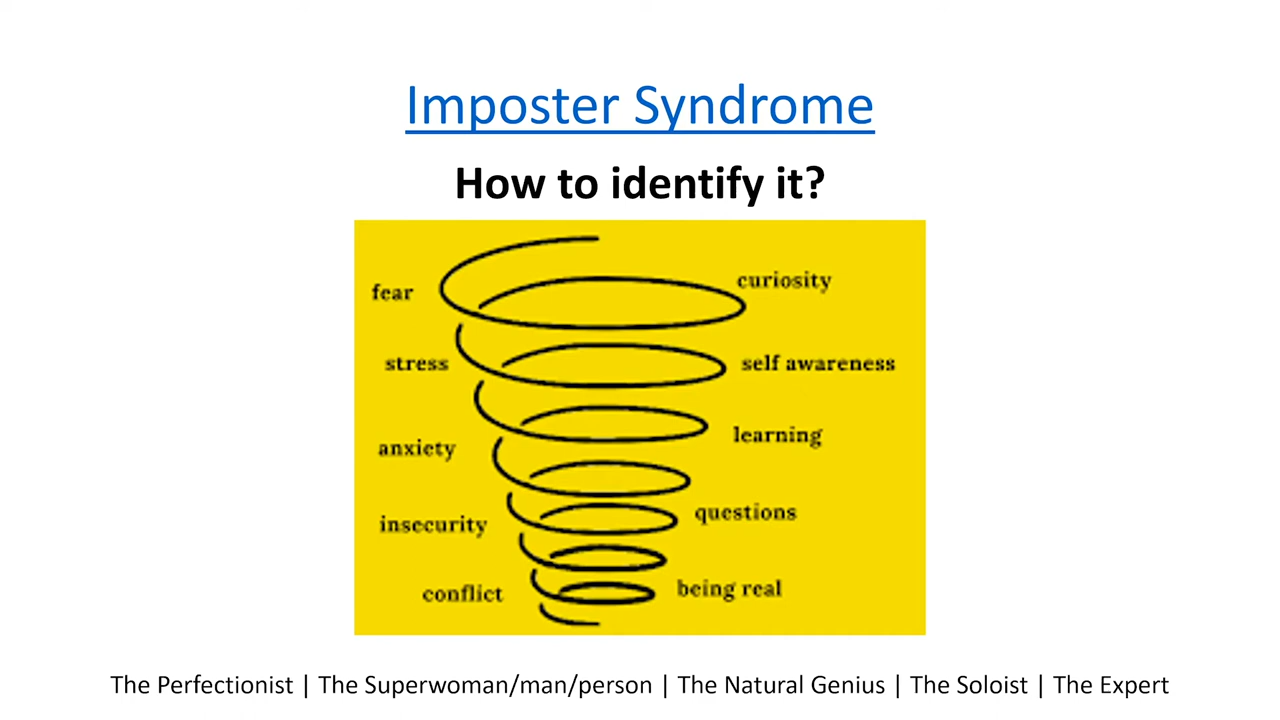 Imposter Syndrome
How to identify it?
fear
curiosity
stress
self awareness
anxiety
learning
insecurity
questions
conflict
being real
The Perfectionist | The Superwoman/man/person | The Natural Genius | The Soloist | The Expert